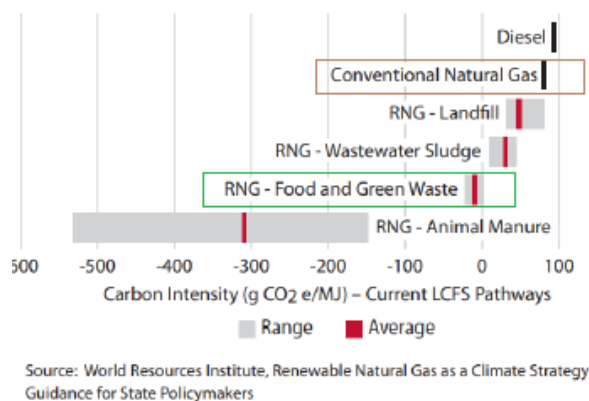 Diesel
Conventional Natural Gas
RNG - Landfill
RNG - Wastewater Sludge
RNG - Food and Green Waste
RNG - Animal Manure
500 -500 -400 -300 -200 -100 0 100
Carbon Intensity (g CO2 e/MJ) – Current LCFS Pathways
Range Average
Source: World Resources Institute, Renewable Natural Gas as a Climate Strategy
Guidance for State Policymakers